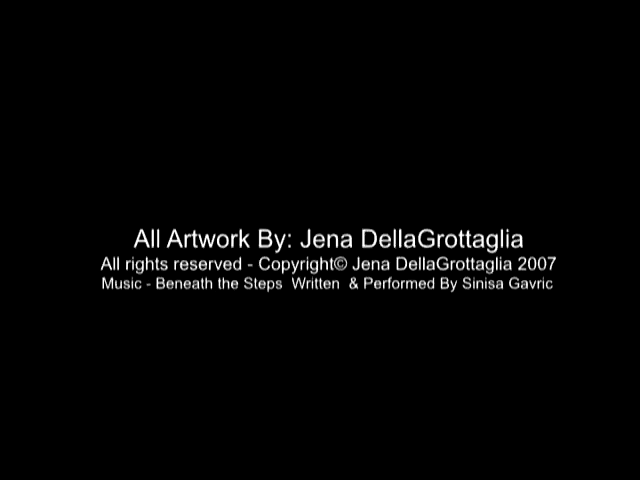 All Artwork By: Jena DellaGrottaglia
All rights reserved - Copyright© Jena DellaGrottaglia 2007
Music - Beneath the Steps  Written  & Performed By Sinisa Gavric